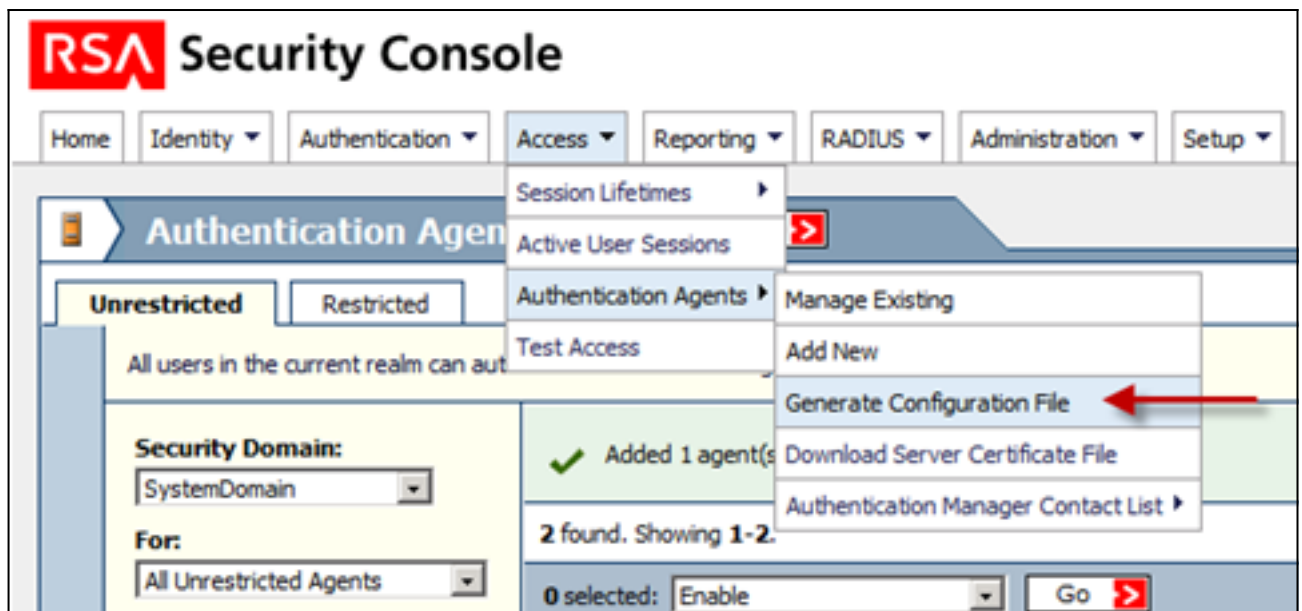 RSA Security Console
Home Identity Authentication Access Reporting RADIUS Administration Setup
Session Lifetimes
Authentication Agen
Active User Sessions
Unrestricted Restricted
Authentication Agents
Manage Existing
Test Access
Add New
All users in the current realm can aut
Generate Configuration File
Security Domain:
Added 1 agent(s
Download Server Certificate File
SystemDomain
Authentication Manager Contact List
For:
2 found. Showing 1-2.
All Unrestricted Agents
0 selected: Enable Go